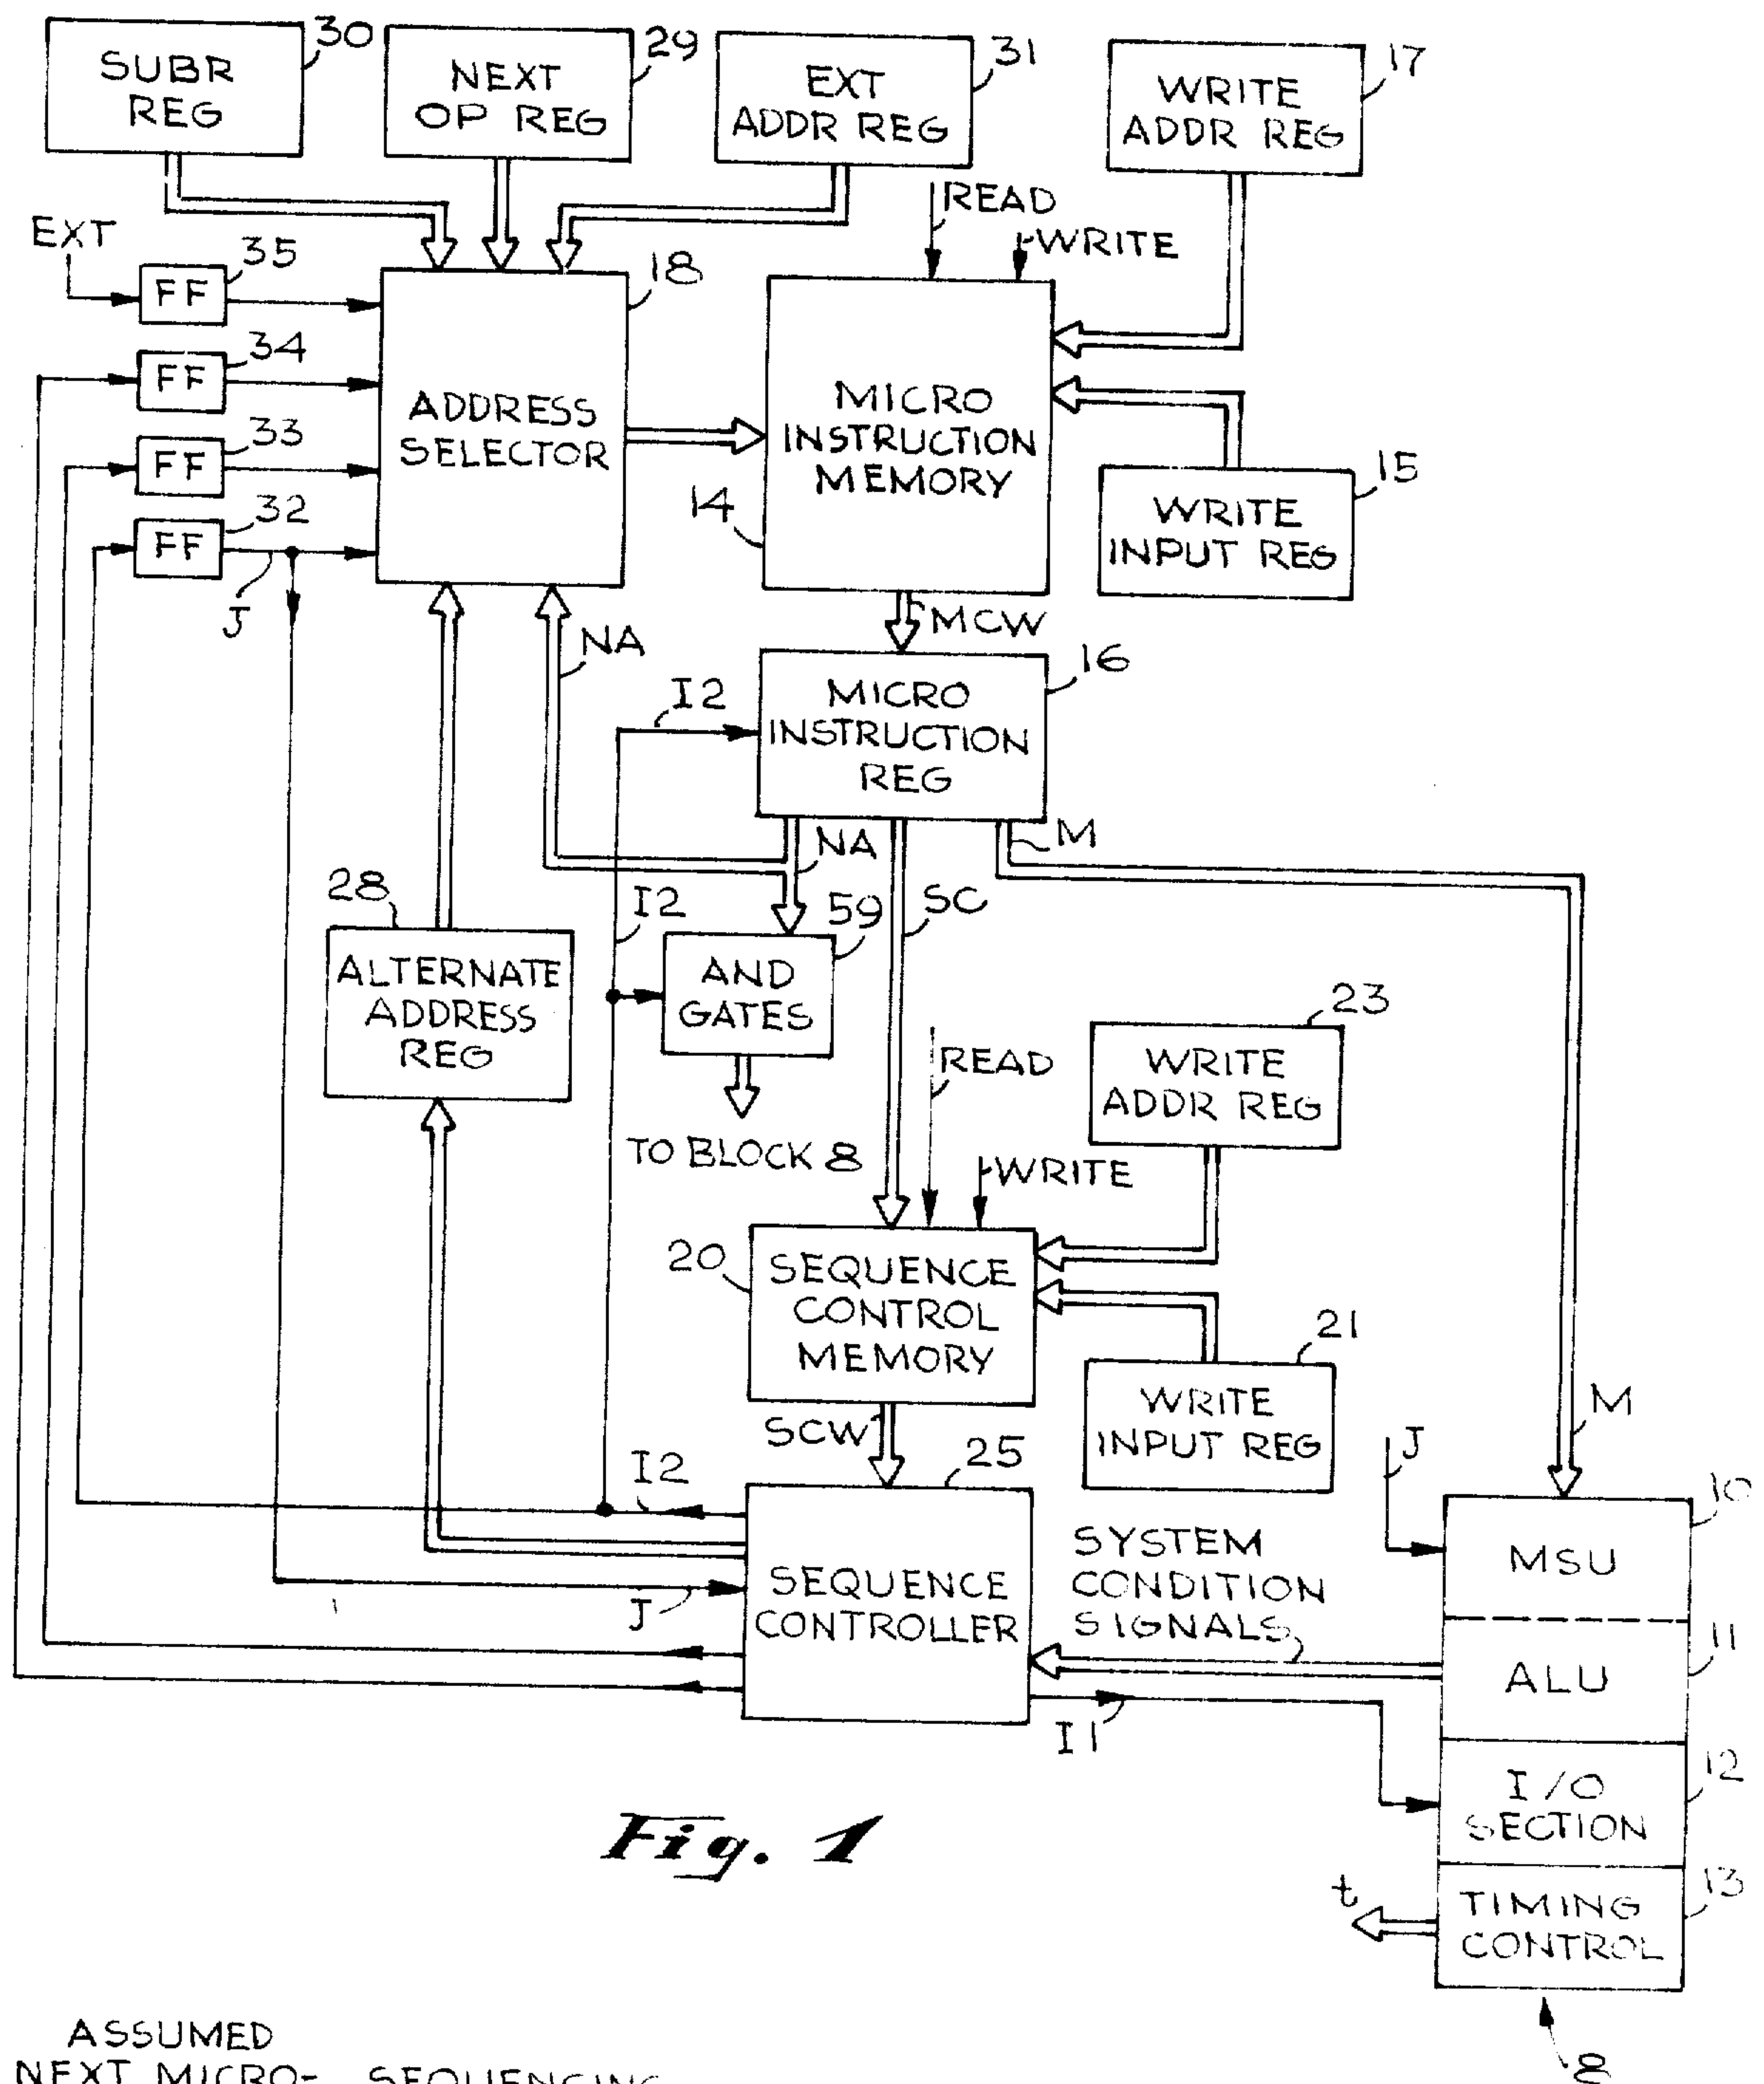 30
29
31
17
SUBR
REG
NEXT
OP REG
EXT
ADDR REG
WRITE
ADDR REG
READ
WRITE
EXT
FF
35
18
FF
34
FF
33
FF
32
J
ADDRESS
SELECTOR
MICRO
INSTRUCTION
MEMORY
14
15
WRITE
INPUT REG
NA
MCW
16
I2
MICRO
INSTRUCTION
REG
NA
M
28
I2
59
SC
ALTERNATE
ADDRESS
REG
AND
GATES
23
READ
WRITE
ADDR REG
TO BLOCK 8
WRITE
20
SEQUENCE
CONTROL
MEMORY
21
WRITE
INPUT REG
SCW
25
I2
M
J
10
SYSTEM
CONDITION
SIGNALS
MSU
SEQUENCE
CONTROLLER
J
11
ALU
I1
12
I/O
SECTION
13
t
TIMING
CONTROL
8
Fig. 1
ASSUMED
NEXT MICRO- SEQUENCING